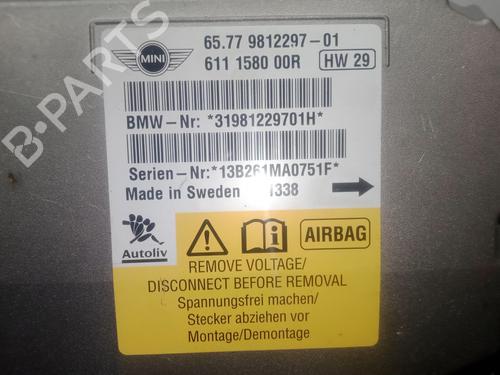 MINI
65.77 9812297-01
611 1580 00R
HW 29
BMW-Nr: *31981229701H*
Serien-Nr:*13B261MA0751F*
Made in Sweden 1338
Autoliv
AIRBAG
REMOVE VOLTAGE/
DISCONNECT BEFORE REMOVAL
Spannungsfrei machen/
Stecker abziehen vor
Montage/Demontage
B-PARTS